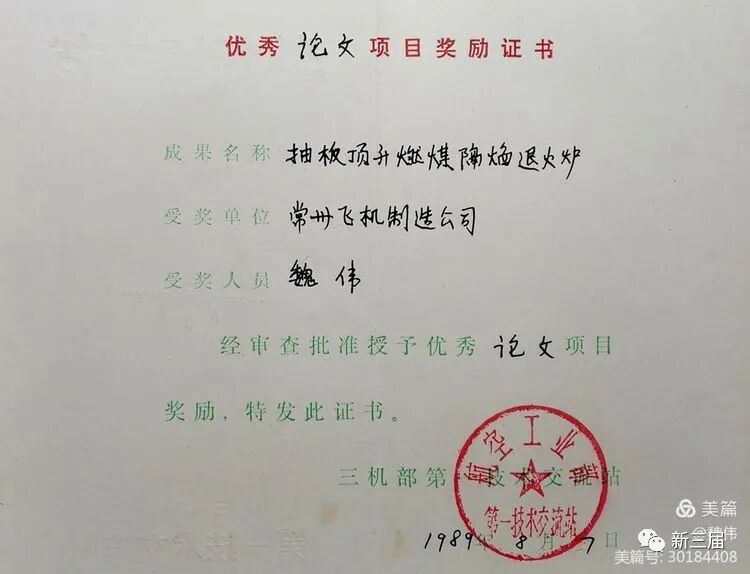 优秀论文项目奖励证书
成果名称 抽板顶升燃煤隔焰退火炉
受奖单位 常州飞机制造公司
受奖人员 魏伟
经审查批准授予优秀论文项目
奖励，特发此证书。
三机部第一技术交流站
航空工业部
第一技术交流站
1989年8月 日
美篇
@魏伟
新三届
美篇号: 30184408